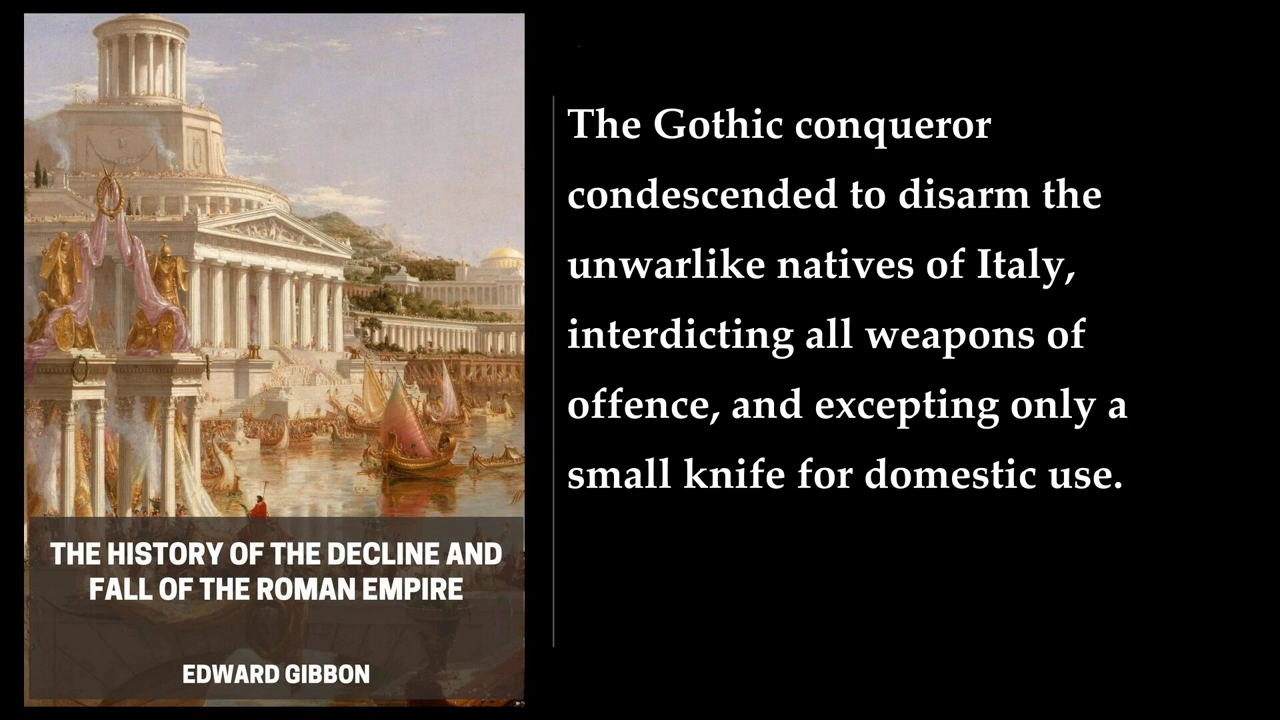 The Gothic conqueror
condescended to disarm the
unwarlike natives of Italy,
interdicting all weapons of
offence, and excepting only a
small knife for domestic use.
THE HISTORY OF THE DECLINE AND
FALL OF THE ROMAN EMPIRE
EDWARD GIBBON